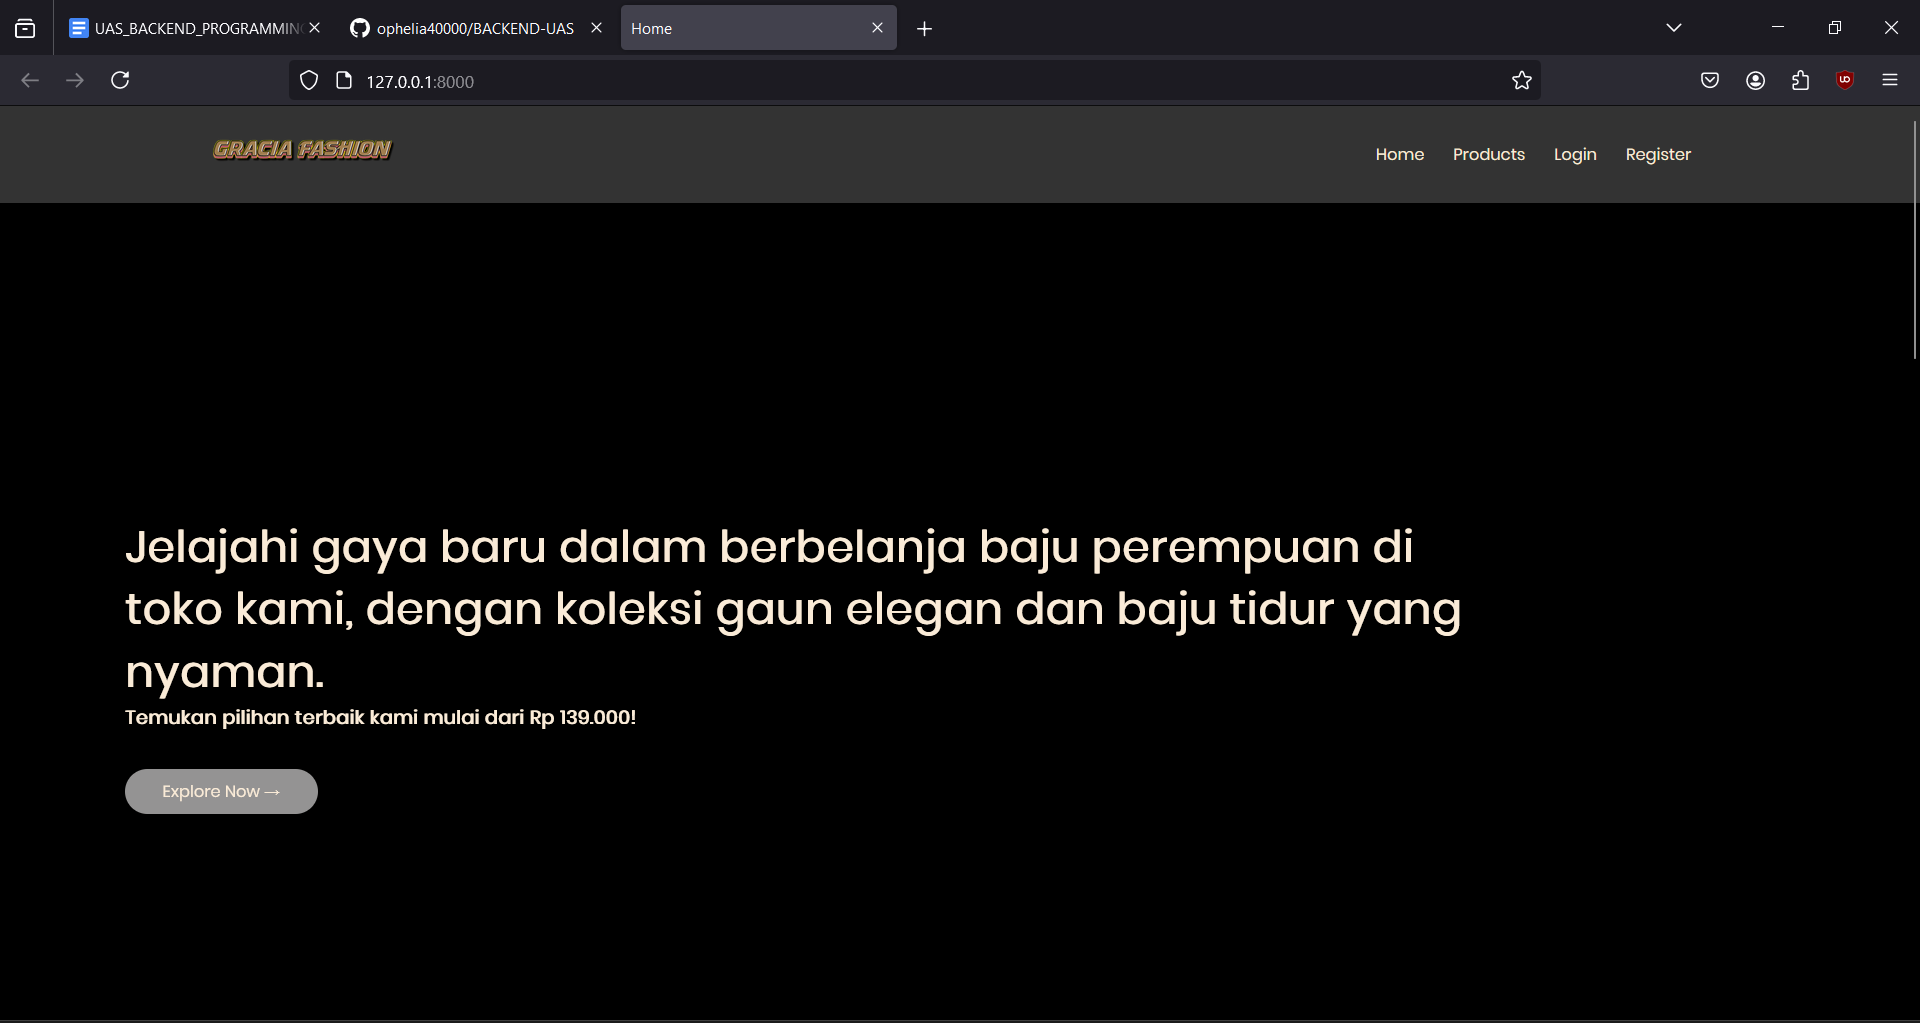 UAS_BACKEND_PROGRAMMING
ophelia40000/BACKEND-UAS
Home
127.0.0.1:8000
GRACIA FASHION
Home
Products
Login
Register
Jelajahi gaya baru dalam berbelanja baju perempuan di
toko kami, dengan koleksi gaun elegan dan baju tidur yang
nyaman.
Temukan pilihan terbaik kami mulai dari Rp 139.000!
Explore Now →